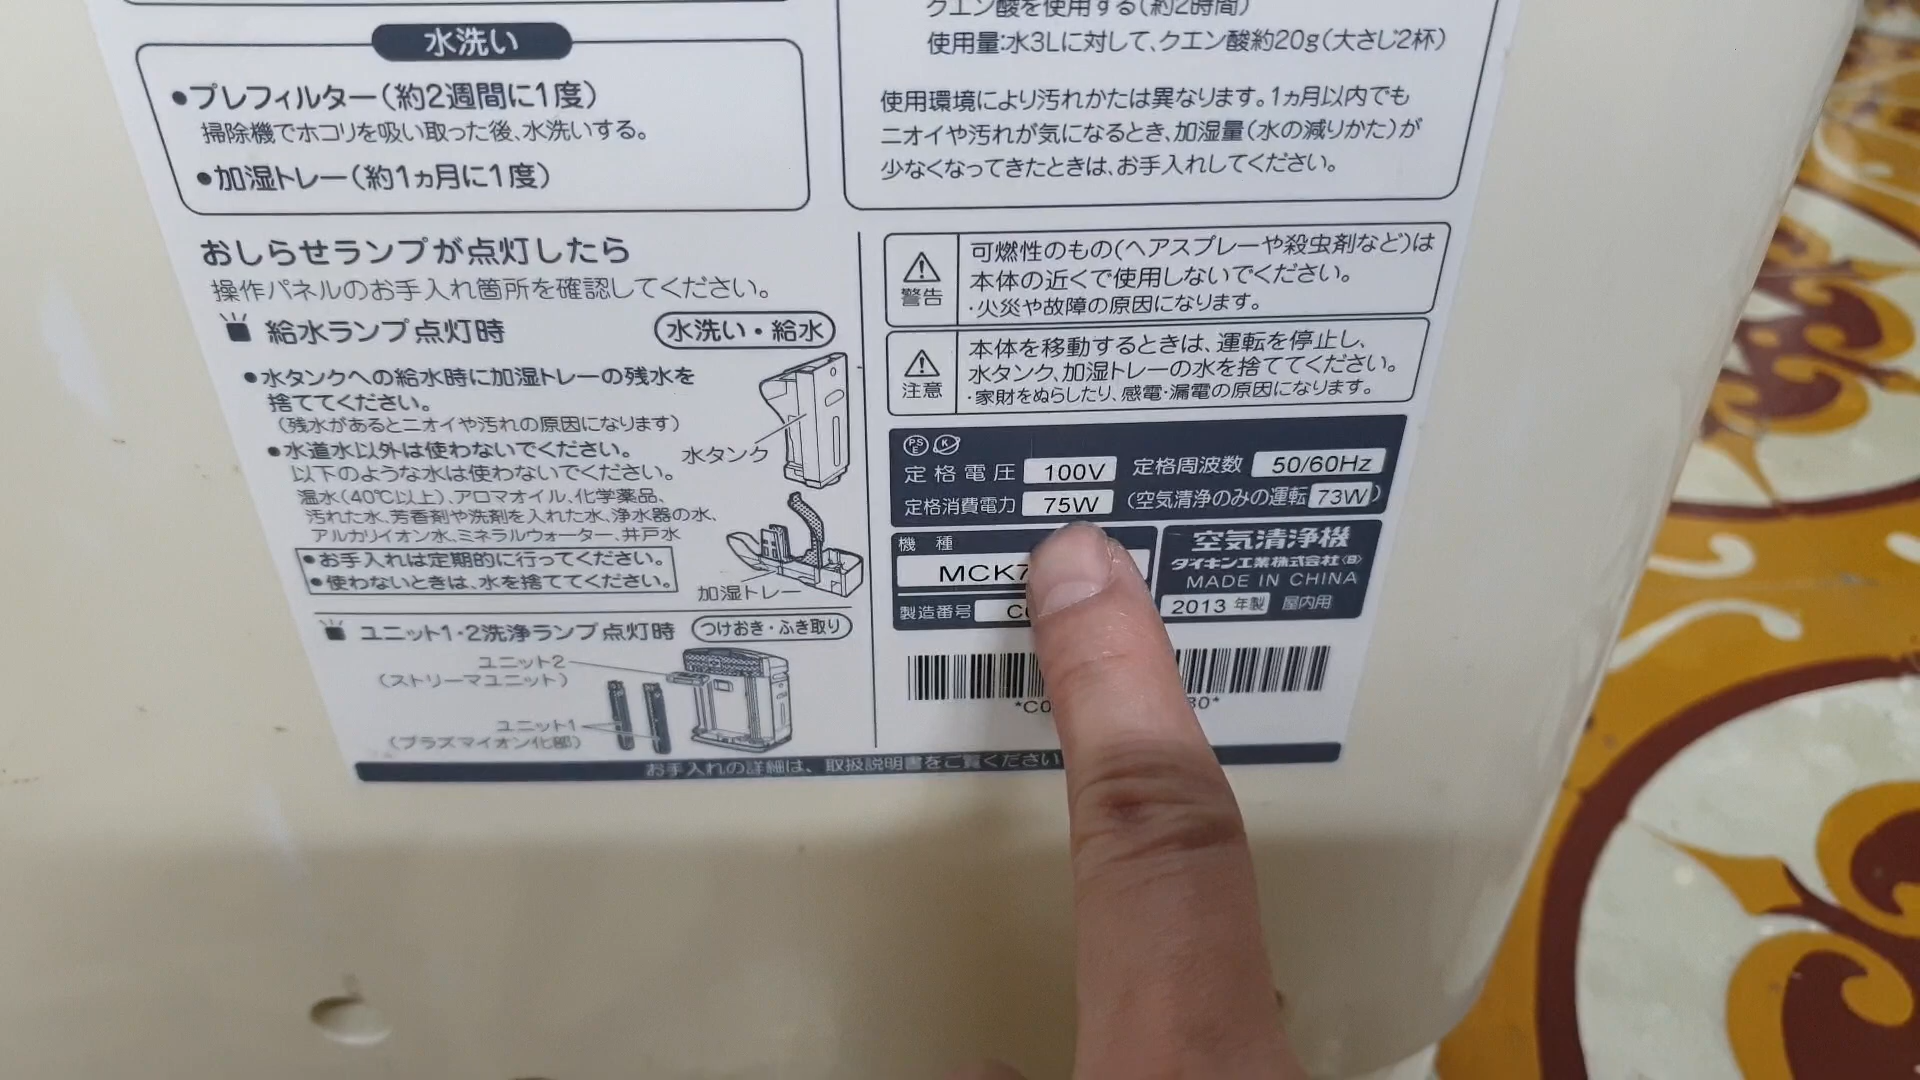 クエン酸を使用する(約2時間)
使用量:水3Lに対して、クエン酸約20g(大さじ2杯)
使用環境により汚れかたは異なります。1ヵ月以内でも
ニオイや汚れが気になるとき、加湿量(水の減りかた)が
少なくなってきたときは、お手入れしてください。
水洗い
●プレフィルター(約2週間に1度)
掃除機でホコリを吸い取った後、水洗いする。
●加湿トレー(約1ヵ月に1度)
おしらせランプが点灯したら
操作パネルのお手入れ箇所を確認してください。
給水ランプ点灯時
水洗い・給水
●水タンクへの給水時に加湿トレーの残水を
捨ててください。
(残水があるとニオイや汚れの原因になります)
●水道水以外は使わないでください。
以下のような水は使わないでください。
温水(40℃以上)、アロマオイル、化学薬品、
汚れた水、芳香剤や洗剤を入れた水、浄水器の水、
アルカリイオン水、ミネラルウォーター、井戸水
●お手入れは定期的に行ってください。
●使わないときは、水を捨ててください。
水タンク
加湿トレー
ユニット1・2洗浄ランプ点灯時
つけおき・ふき取り
ユニット2
(ストリーマユニット)
ユニット1
(プラズマイオン化部)
警告
可燃性のもの(ヘアスプレーや殺虫剤など)は
本体の近くで使用しないでください。
・火災や故障の原因になります。
注意
本体を移動するときは、運転を停止し、
水タンク、加湿トレーの水を捨ててください。
・家財をぬらしたり、感電・漏電の原因になります。
PS
E
K
定格電圧 100V 定格周波数 50/60Hz
定格消費電力 75W (空気清浄のみの運転 73W)
機種
MCK7
製造番号 C0
空気清浄機
ダイキン工業株式会社
MADE IN CHINA
2013 年製 屋内用
*C0 30*
お手入れの詳細は、取扱説明書をご覧ください